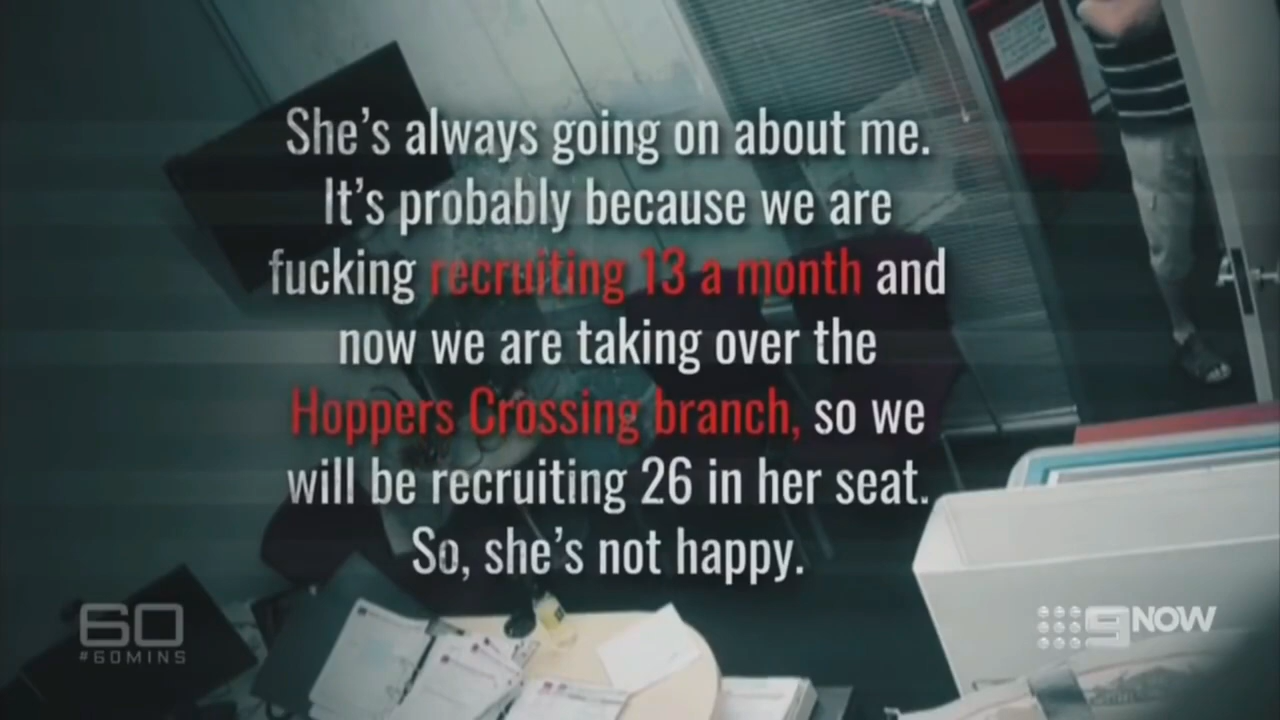 She's always going on about me.
It's probably because we are
fucking recruiting 13 a month and
now we are taking over the
Hoppers Crossing branch, so we
will be recruiting 26 in her seat.
So, she's not happy.
60
#60MINS
9NOW